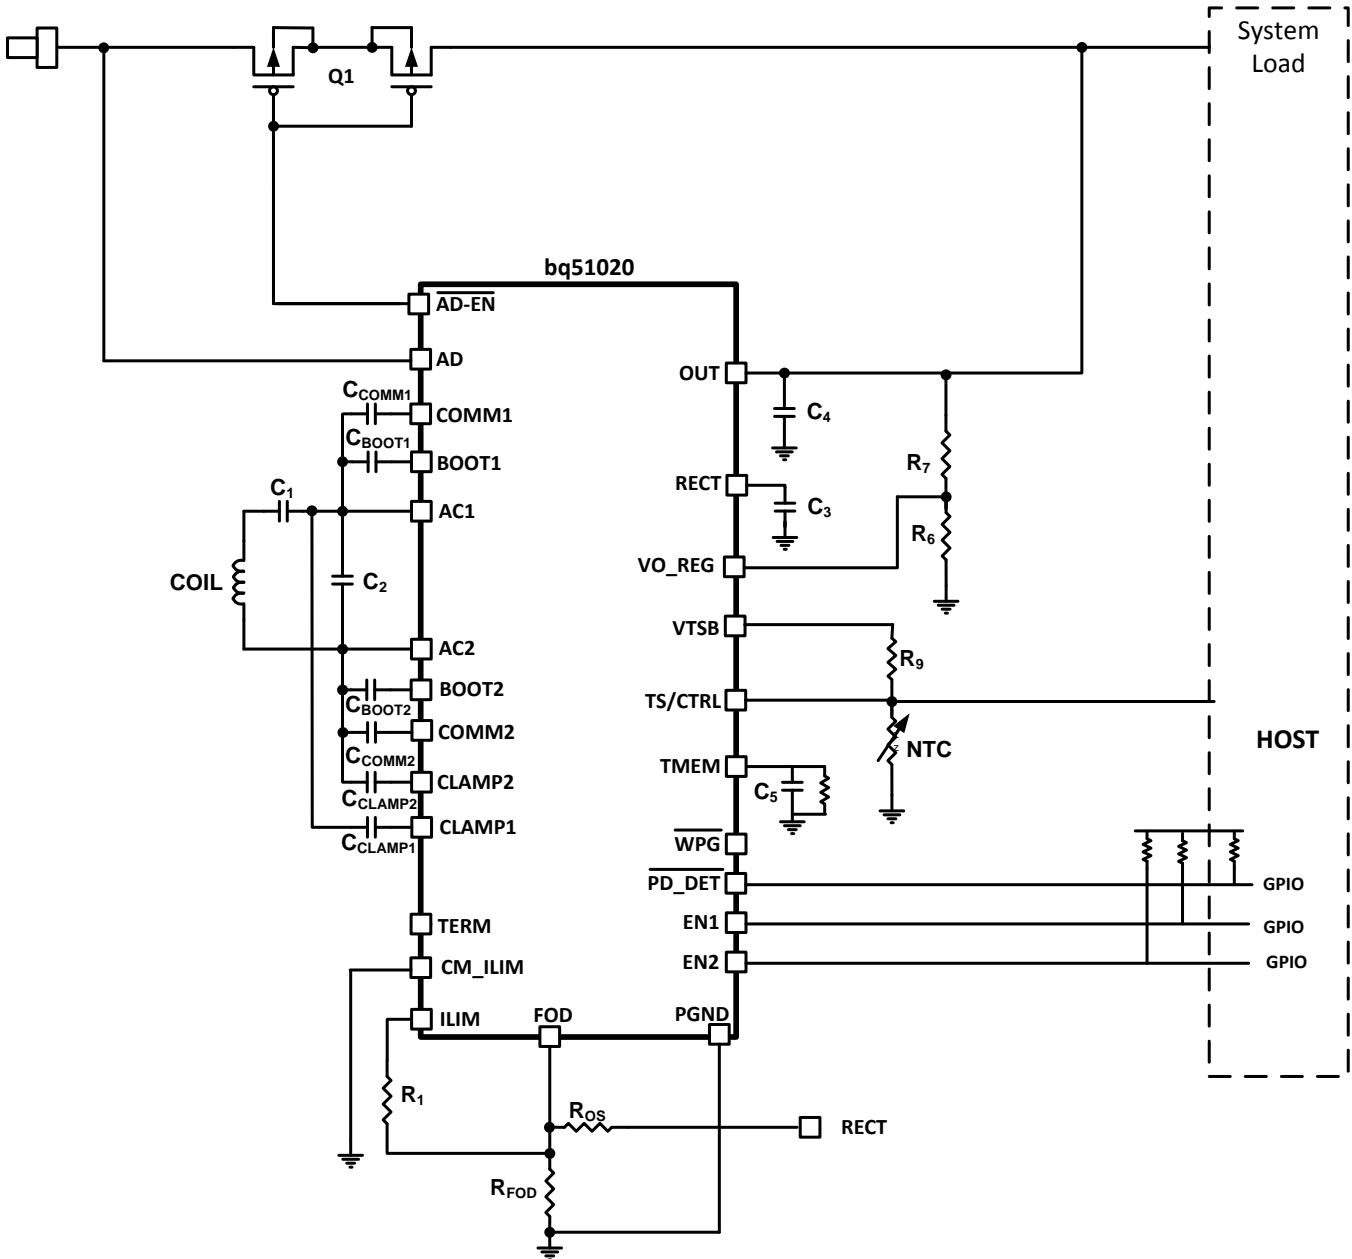 System
Load
Q1
bq51020
AD-EN
AD
CCOMM1
COMM1
CBOOT1
BOOT1
C1
AC1
COIL
C2
AC2
BOOT2
CBOOT2
COMM2
CCOMM2
CLAMP2
CCLAMP2
CLAMP1
CCLAMP1
TERM
CM_ILIM
ILIM
FOD
PGND
OUT
C4
R7
RECT
C3
R6
VO_REG
VTSB
R9
TS/CTRL
NTC
HOST
TMEM
C5
WPG
PD_DET
GPIO
EN1
GPIO
EN2
GPIO
R1
ROS
RECT
RFOD